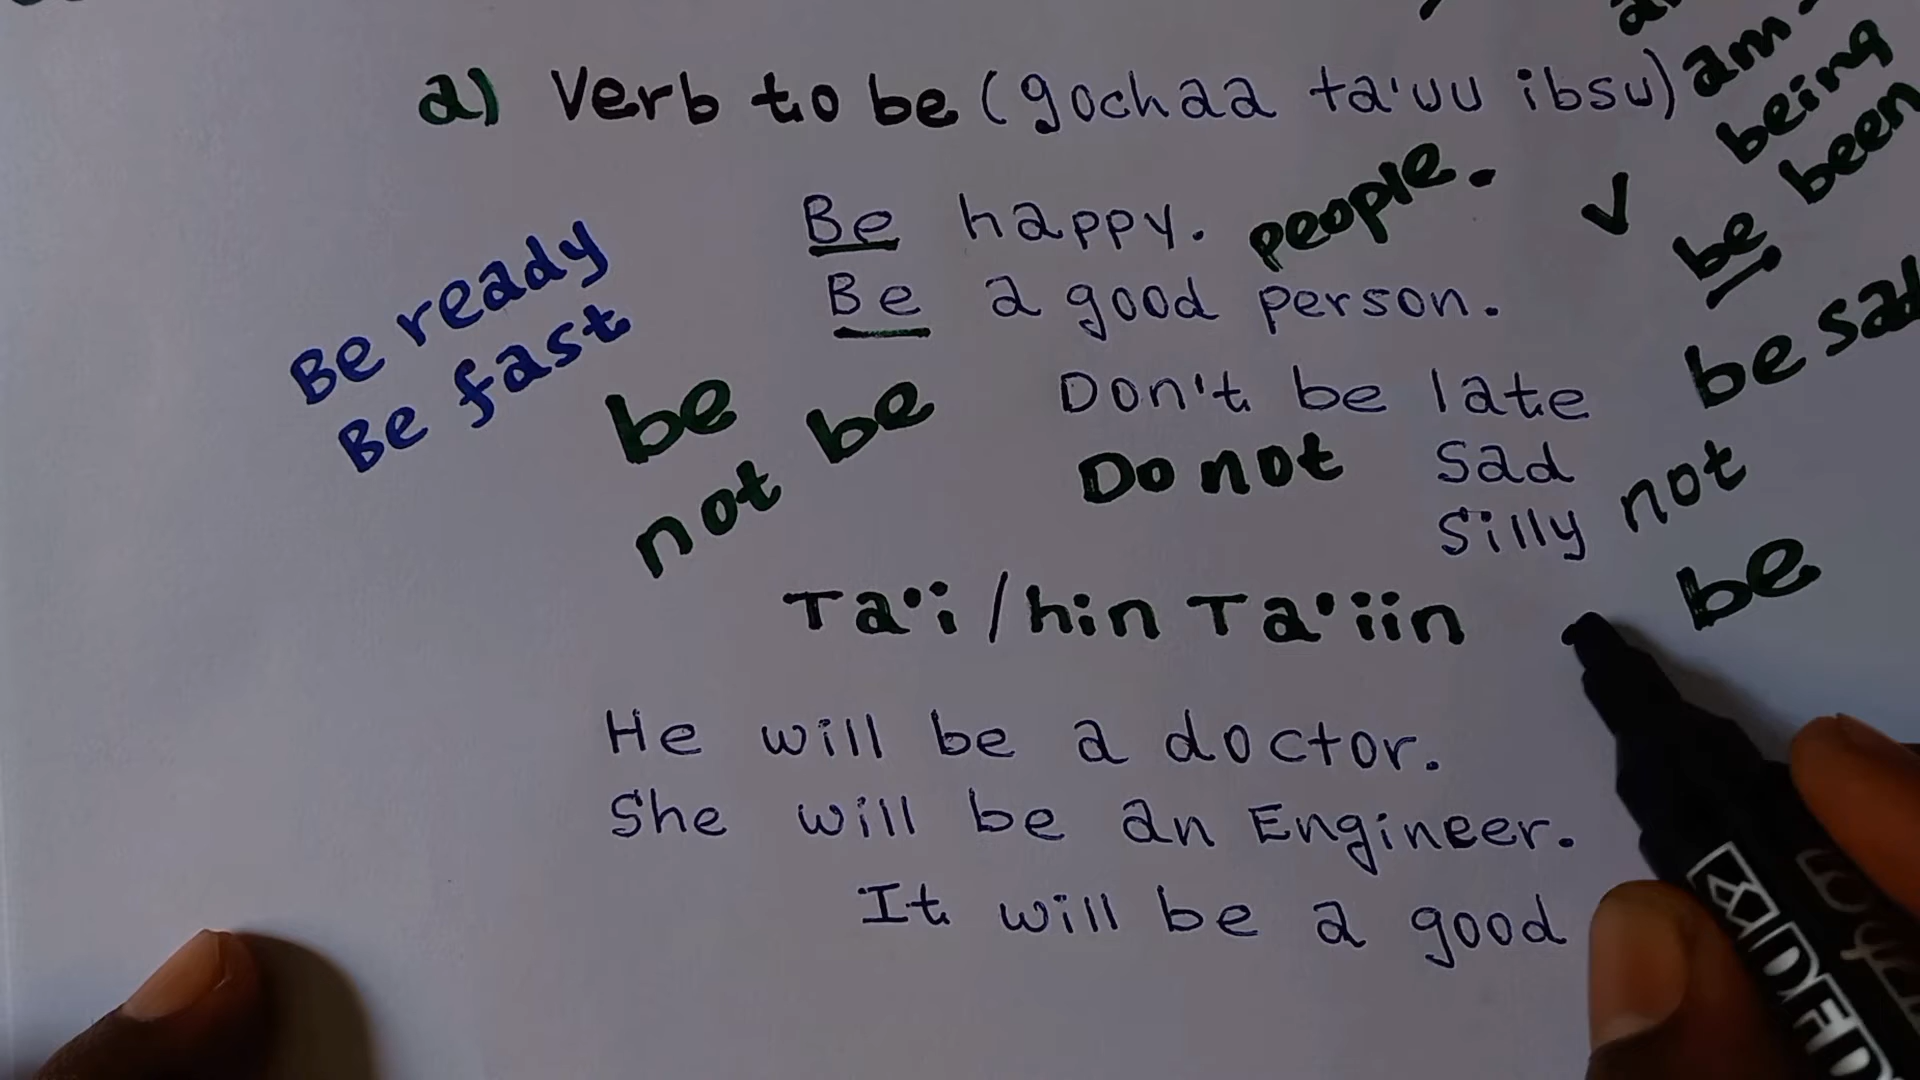 a) Verb to be (gochaa ta'uu ibsu) am
being
been
be
Be happy. people.
Be a good person.
Be ready
Be fast
be
not be
Don't be late
Do not sad
silly
be sad
not
be
Ta'i / hin Ta'iin
He will be a doctor.
She will be an Engineer.
It will be a good